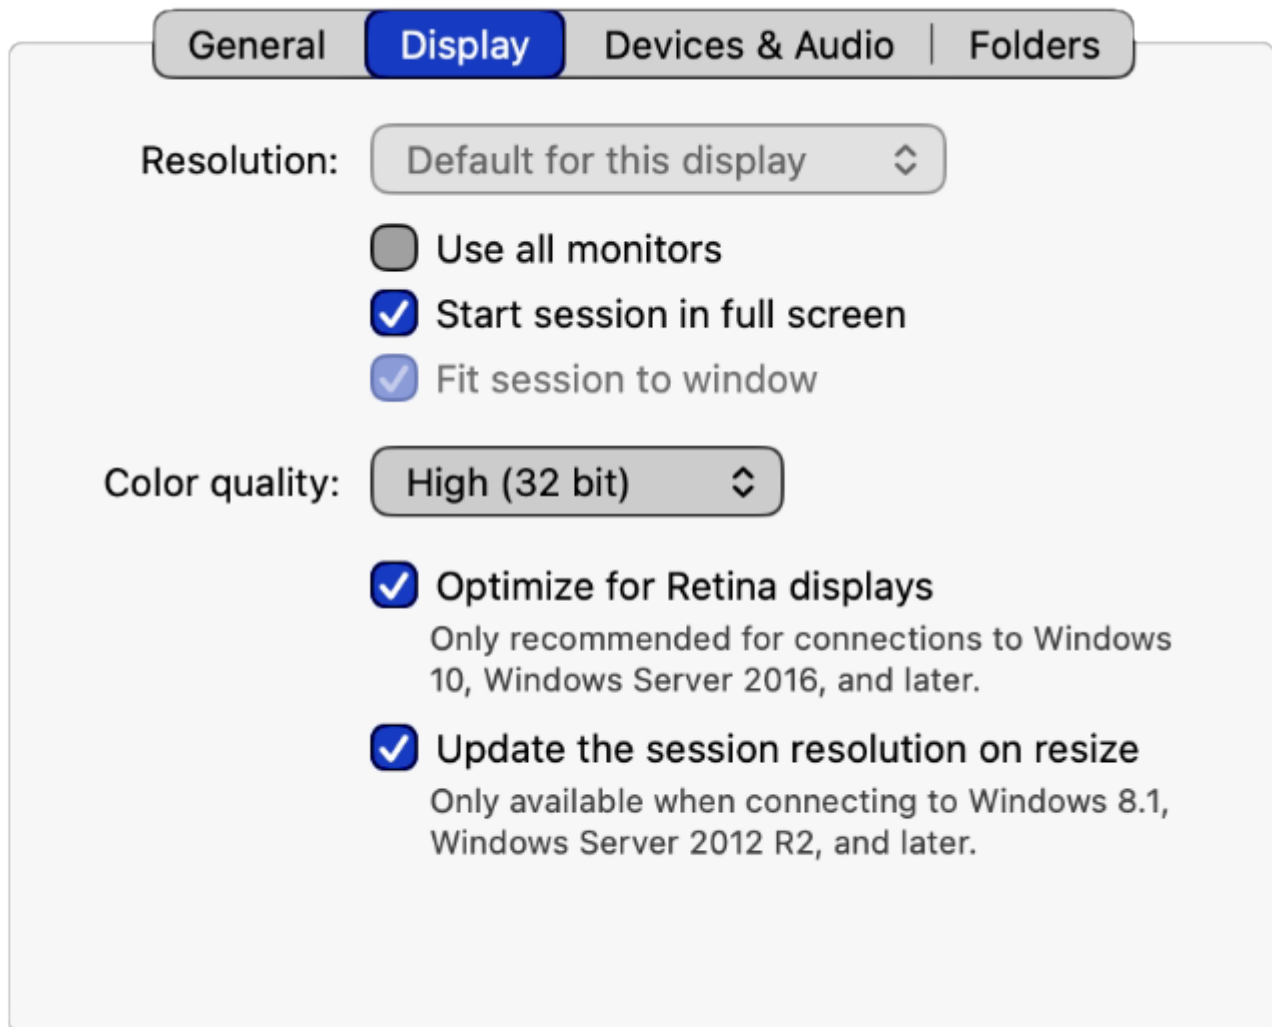 General Display Devices & Audio Folders
Resolution: Default for this display
Use all monitors
Start session in full screen
Fit session to window
Color quality: High (32 bit)
Optimize for Retina displays
Only recommended for connections to Windows
10, Windows Server 2016, and later.
Update the session resolution on resize
Only available when connecting to Windows 8.1,
Windows Server 2012 R2, and later.